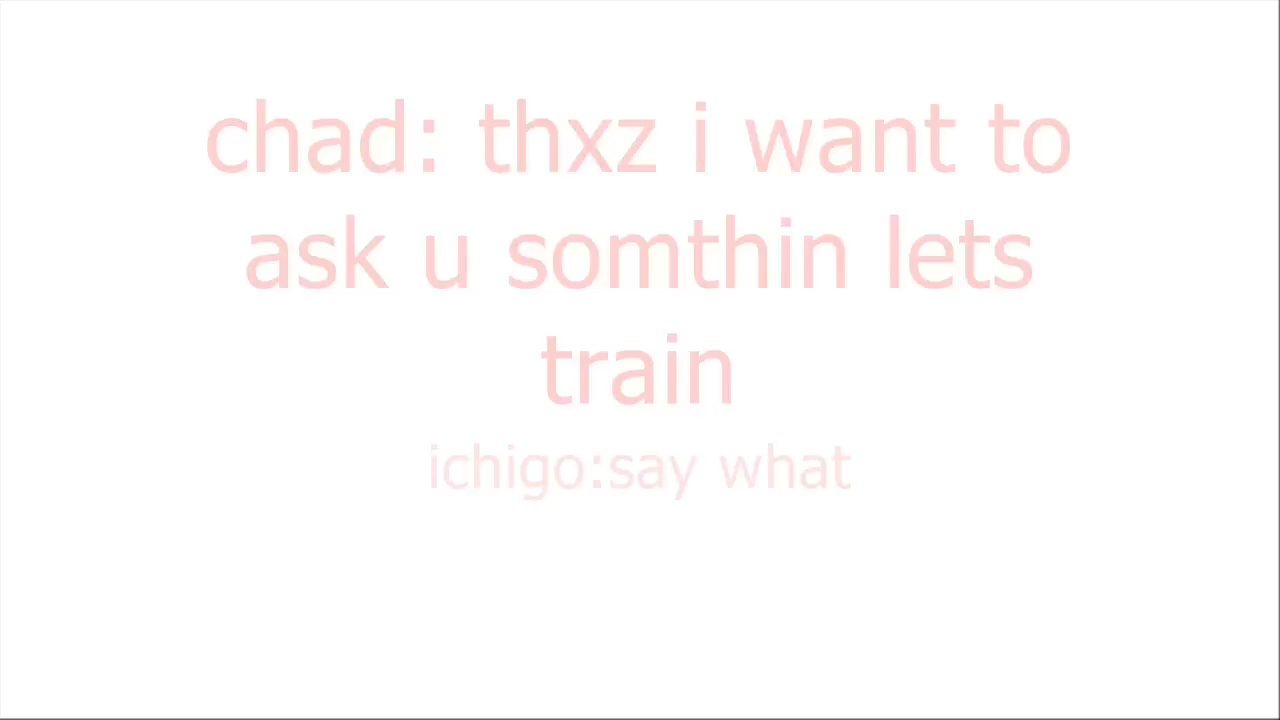 chad: thxz i want to
ask u somthin lets
train
ichigo:say what